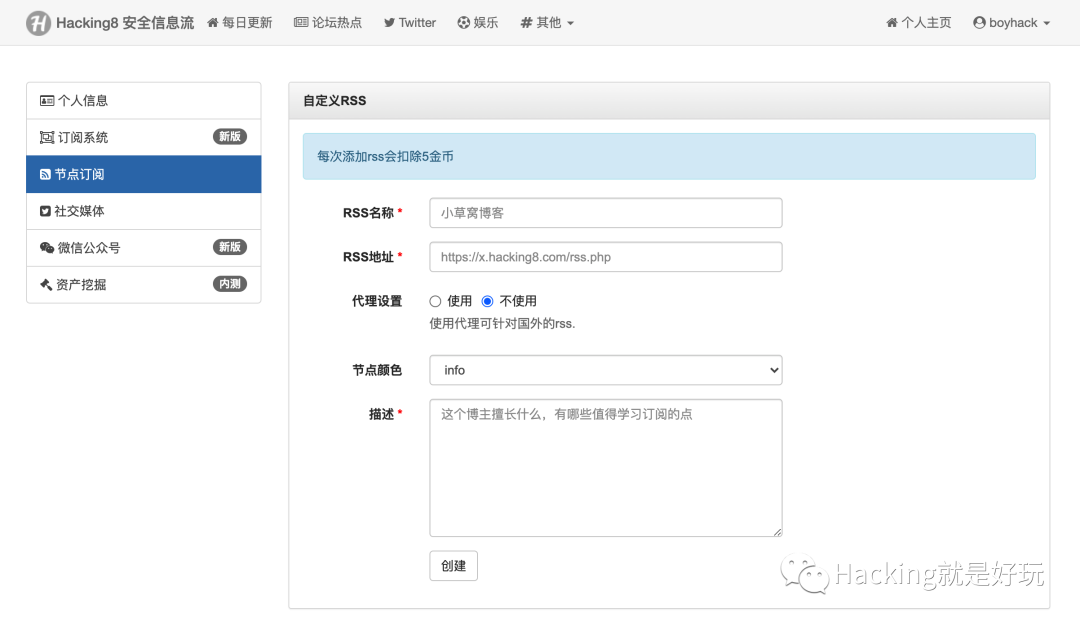 Hacking8 安全信息流 每日更新 论坛热点 Twitter 娱乐 其他 个人主页 boyhack
个人信息
订阅系统 新版
节点订阅
社交媒体
微信公众号 新版
资产挖掘 内测
自定义RSS
每次添加rss会扣除5金币
RSS名称 * 小草窝博客
RSS地址 * https://x.hacking8.com/rss.php
代理设置 使用 不使用
使用代理可针对国外的rss.
节点颜色 info
描述 * 这个博主擅长什么，有哪些值得学习订阅的点
创建
Hacking就是好玩